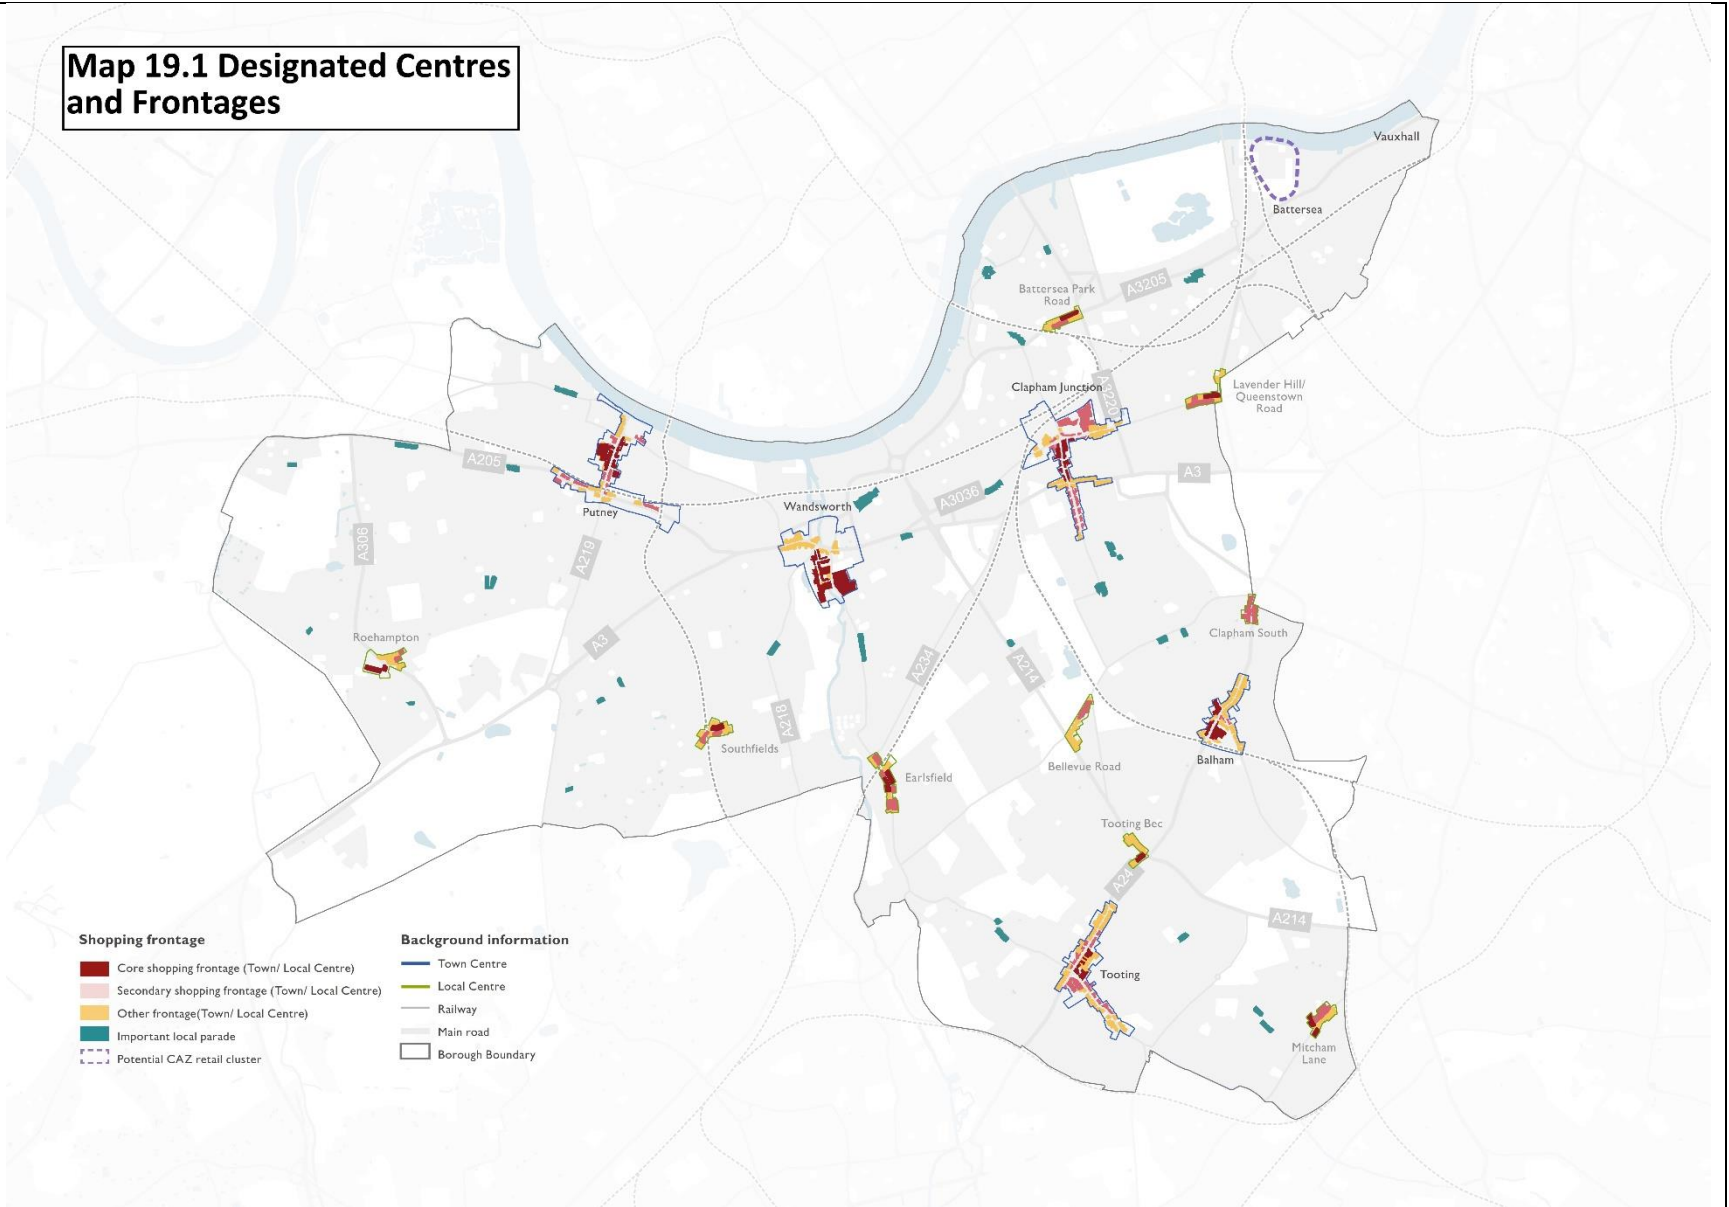 Map 19.1 Designated Centres
and Frontages
Vauxhall
Battersea
Battersea Park
Road
A3205
Clapham Junction
A3220
Lavender Hill/
Queenstown
Road
A205
A3
Putney
Wandsworth
A3036
A306
A219
Clapham South
Roehampton
A3
A234
A214
A218
Southfields
Earlsfield
Bellevue Road
Balham
Tooting Bec
A24
A214
Tooting
Mitcham
Lane
Shopping frontage
Core shopping frontage (Town/ Local Centre)
Secondary shopping frontage (Town/ Local Centre)
Other frontage(Town/ Local Centre)
Important local parade
Potential CAZ retail cluster
Background information
Town Centre
Local Centre
Railway
Main road
Borough Boundary